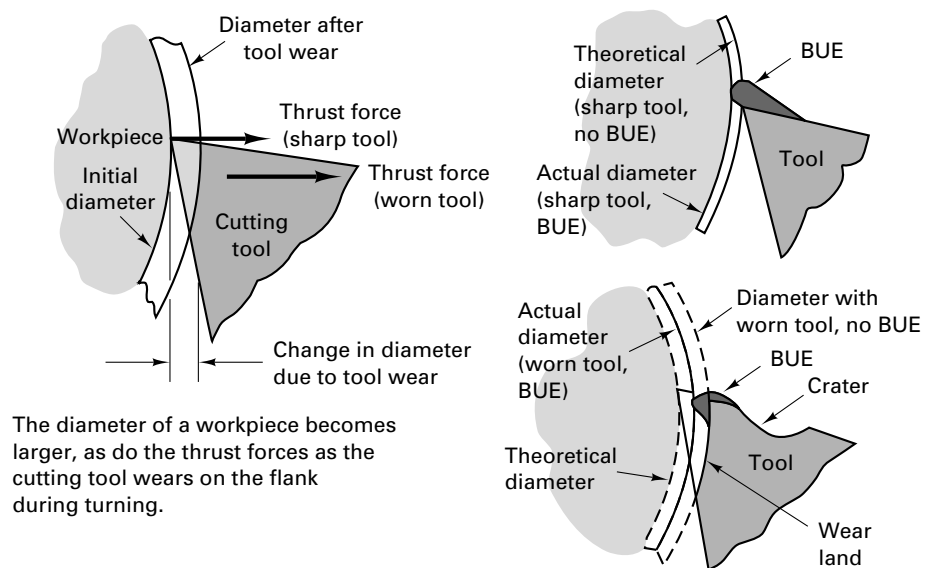 Diameter after
tool wear
Thrust force
(sharp tool)
Workpiece
Thrust force
(worn tool)
Initial
diameter
Cutting
tool
Change in diameter
due to tool wear
The diameter of a workpiece becomes
larger, as do the thrust forces as the
cutting tool wears on the flank
during turning.
Theoretical
diameter
(sharp tool,
no BUE)
BUE
Tool
Actual diameter
(sharp tool,
BUE)
Actual
diameter
(worn tool,
BUE)
Diameter with
worn tool, no BUE
BUE
Crater
Theoretical
diameter
Tool
Wear
land